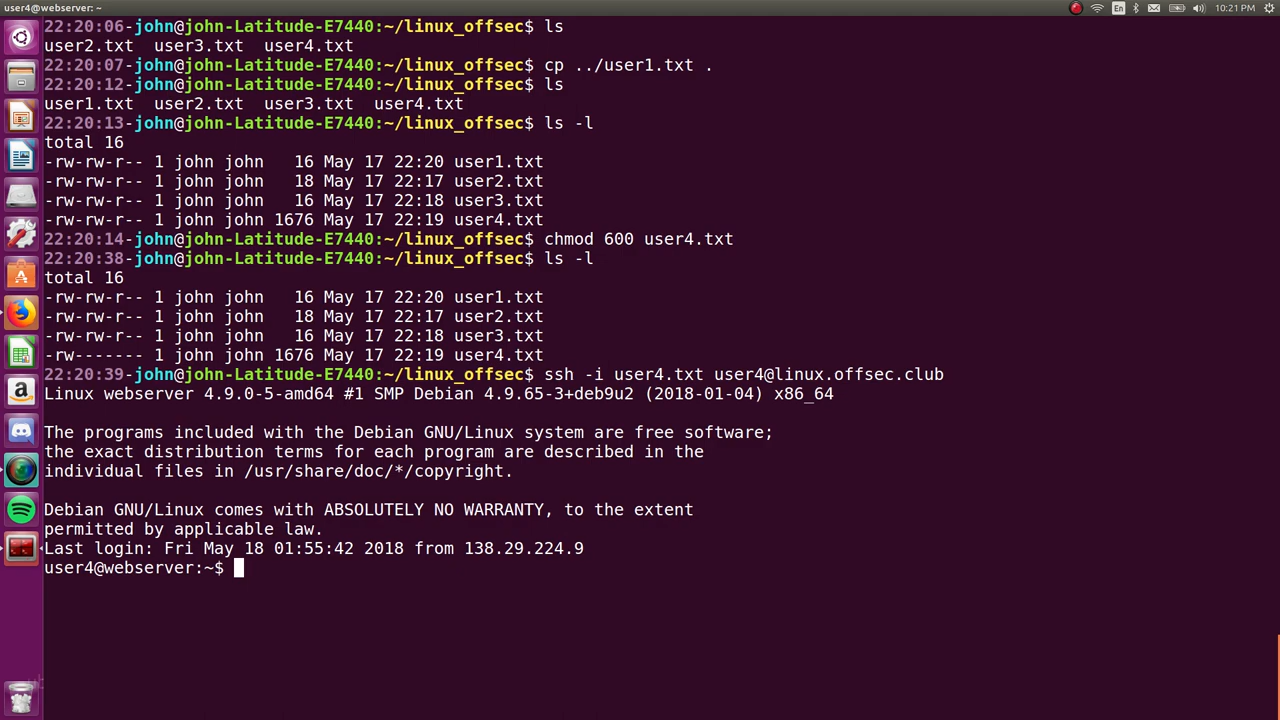 user4@webserver: ~
En
10:21 PM
22:20:06-john@john-Latitude-E7440:~/linux_offsec$ ls
user2.txt  user3.txt  user4.txt
22:20:07-john@john-Latitude-E7440:~/linux_offsec$ cp ../user1.txt .
22:20:12-john@john-Latitude-E7440:~/linux_offsec$ ls
user1.txt  user2.txt  user3.txt  user4.txt
22:20:13-john@john-Latitude-E7440:~/linux_offsec$ ls -l
total 16
-rw-rw-r-- 1 john john   16 May 17 22:20 user1.txt
-rw-rw-r-- 1 john john   18 May 17 22:17 user2.txt
-rw-rw-r-- 1 john john   16 May 17 22:18 user3.txt
-rw-rw-r-- 1 john john 1676 May 17 22:19 user4.txt
22:20:14-john@john-Latitude-E7440:~/linux_offsec$ chmod 600 user4.txt
22:20:38-john@john-Latitude-E7440:~/linux_offsec$ ls -l
total 16
-rw-rw-r-- 1 john john   16 May 17 22:20 user1.txt
-rw-rw-r-- 1 john john   18 May 17 22:17 user2.txt
-rw-rw-r-- 1 john john   16 May 17 22:18 user3.txt
-rw------- 1 john john 1676 May 17 22:19 user4.txt
22:20:39-john@john-Latitude-E7440:~/linux_offsec$ ssh -i user4.txt user4@linux.offsec.club
Linux webserver 4.9.0-5-amd64 #1 SMP Debian 4.9.65-3+deb9u2 (2018-01-04) x86_64
The programs included with the Debian GNU/Linux system are free software;
the exact distribution terms for each program are described in the
individual files in /usr/share/doc/*/copyright.
Debian GNU/Linux comes with ABSOLUTELY NO WARRANTY, to the extent
permitted by applicable law.
Last login: Fri May 18 01:55:42 2018 from 138.29.224.9
user4@webserver:~$